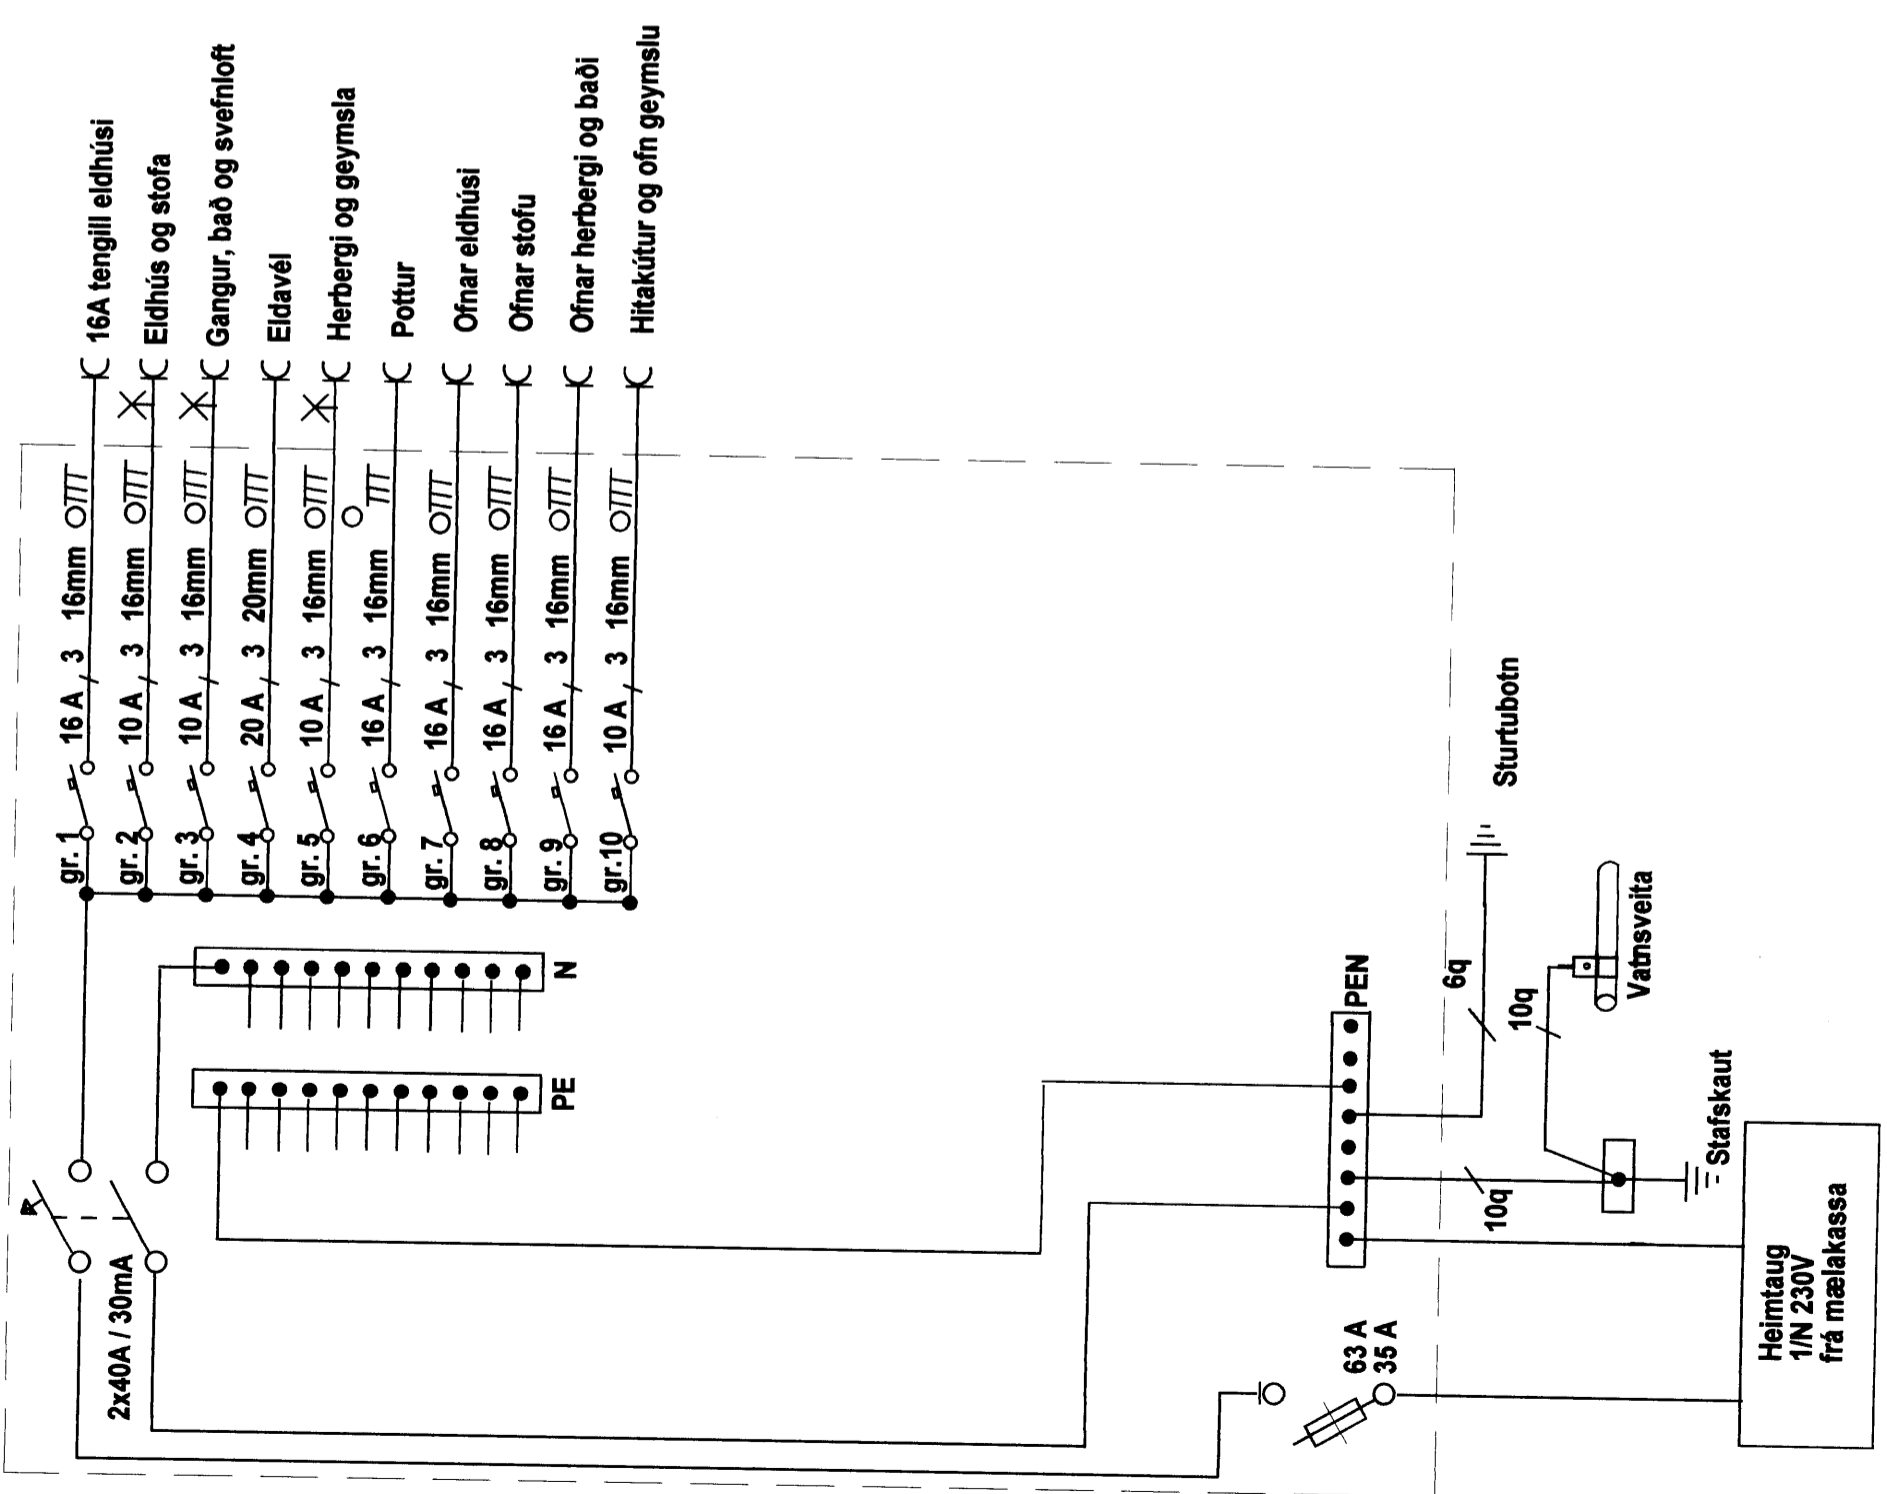 gr. 1 16 A 3 16mm 16A tengill eldhúsi
gr. 2 10 A 3 16mm Eldhús og stofa
gr. 3 10 A 3 16mm Gangur, bað og svefnloft
gr. 4 20 A 3 20mm Eldavél
gr. 5 10 A 3 16mm Herbergi og geymsla
gr. 6 16 A 3 16mm Pottur
gr. 7 16 A 3 16mm Ofnar eldhúsi
gr. 8 16 A 3 16mm Ofnar stofu
gr. 9 16 A 3 16mm Ofnar herbergi og baði
gr.10 10 A 3 16mm Hitakútur og ofn geymslu
2x40A / 30mA
N
PE
PEN
63 A
35 A
6q
Sturtubotn
10q
Vatnsveita
10q
Stafskaut
Heimtaug
1/N 230V
frá mælakassa